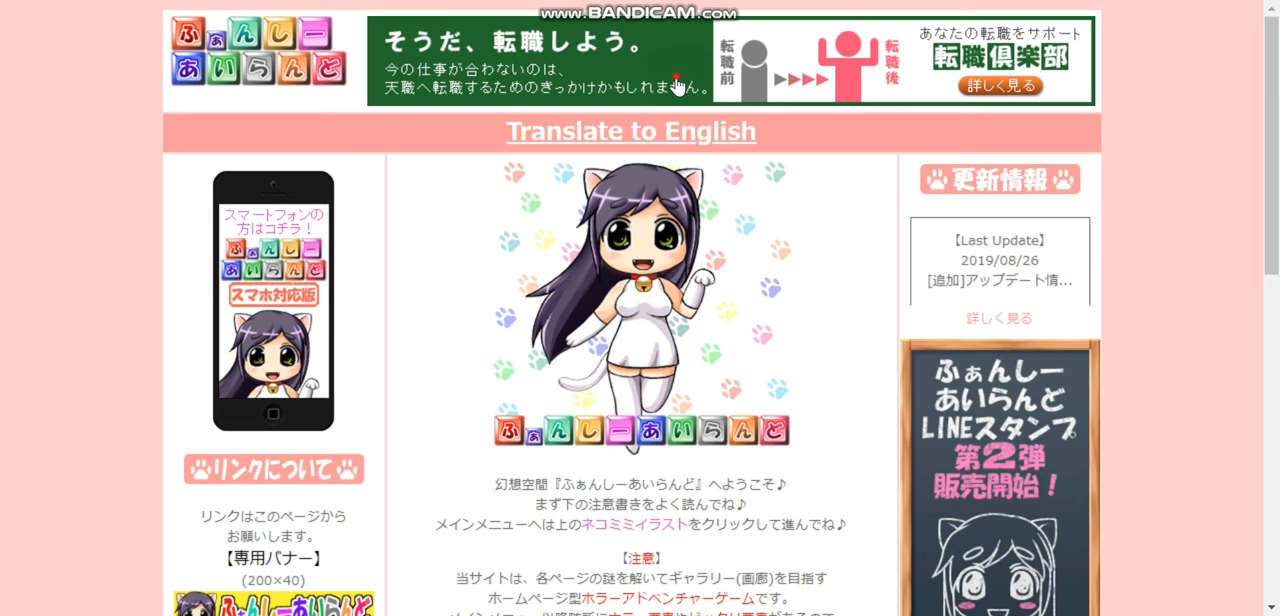 www.BANDICAM.com
ふぁんしー
あいらんど
そうだ、転職しよう。
今の仕事が合わないのは、
天職へ転職するためのきっかけかもしれません。
転職前
転職後
あなたの転職をサポート
転職倶楽部
詳しく見る
Translate to English
スマートフォンの
方はコチラ！
ふぁんしー
あいらんど
スマホ対応版
リンクについて
リンクはこのページから
お願いします。
【専用バナー】
(200×40)
ふぁんしーあいらんど
ふぁんしーあいらんど
幻想空間『ふぁんしーあいらんど』へようこそ♪
まず下の注意書きをよく読んでね♪
メインメニューへは上のネコミミイラストをクリックして進んでね♪
【注意】
当サイトは、各ページの謎を解いてギャラリー(画廊)を目指す
ホームページ型ホラーアドベンチャーゲームです。
更新情報
【Last Update】
2019/08/26
[追加]アップデート情...
詳しく見る
ふぁんしー
あいらんど
LINEスタンプ
第2弾
販売開始！